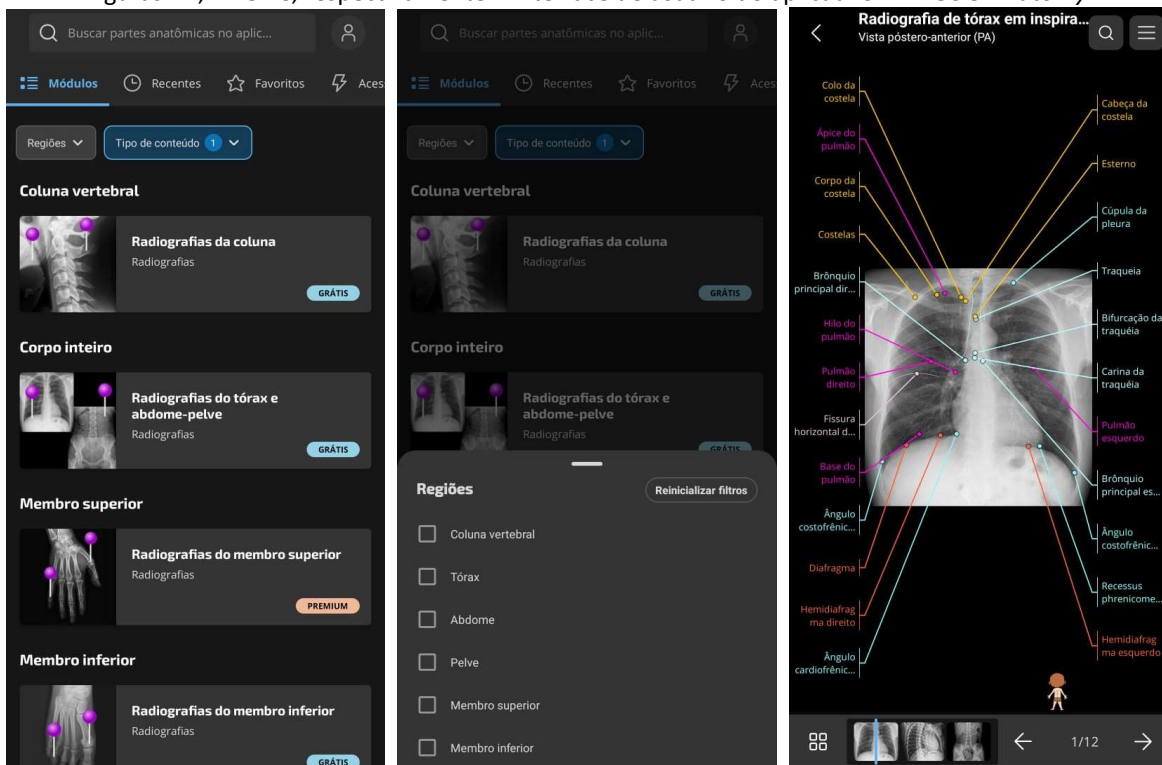 respectivamente Interface de usuário do aplicativo
Buscar partes anatômicas no aplic...
Módulos Recentes Favoritos Aces
Regiões Tipo de conteúdo 1
Coluna vertebral
Radiografias da coluna
Radiografias
GRÁTIS
Corpo inteiro
Radiografias do tórax e
abdome-pelve
Radiografias
GRÁTIS
Membro superior
Radiografias do membro superior
Radiografias
PREMIUM
Membro inferior
Radiografias do membro inferior
Radiografias
GRÁTIS
Buscar partes anatômicas no aplic...
Módulos Recentes Favoritos Aces
Regiões Tipo de conteúdo 1
Coluna vertebral
Radiografias da coluna
Radiografias
GRÁTIS
Corpo inteiro
Radiografias do tórax e
abdome-pelve
Radiografias
GRÁTIS
Regiões Reinicializar filtros
Coluna vertebral
Tórax
Abdome
Pelve
Membro superior
Membro inferior
Radiografia de tórax em inspira...
Vista póstero-anterior (PA)
Colo da
costela
Ápice do
pulmão
Corpo da
costela
Costelas
Brônquio
principal dir...
Hilo do
pulmão
Pulmão
direito
Fissura
horizontal d...
Base do
pulmão
Ângulo
costofrênic...
Diafragma
Hemidiafrag
ma direito
Ângulo
cardiofrênic...
Cabeça da
costela
Esterno
Cúpula da
pleura
Traqueia
Bifurcação da
traquéia
Carina da
traquéia
Pulmão
esquerdo
Brônquio
principal es...
Ângulo
costofrênic...
Recessus
phrenicome...
Hemidiafrag
ma esquerdo
1/12